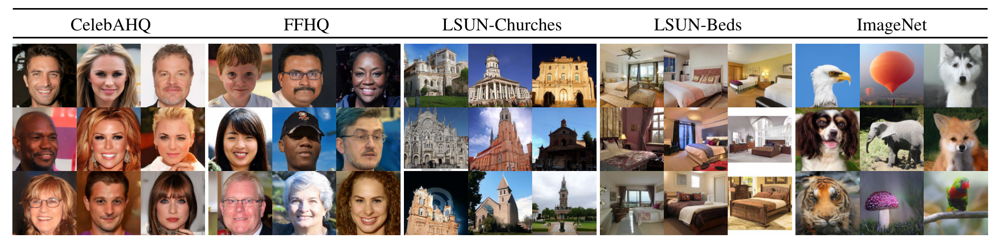 CelebAHQ FFHQ LSUN-Churches LSUN-Beds ImageNet